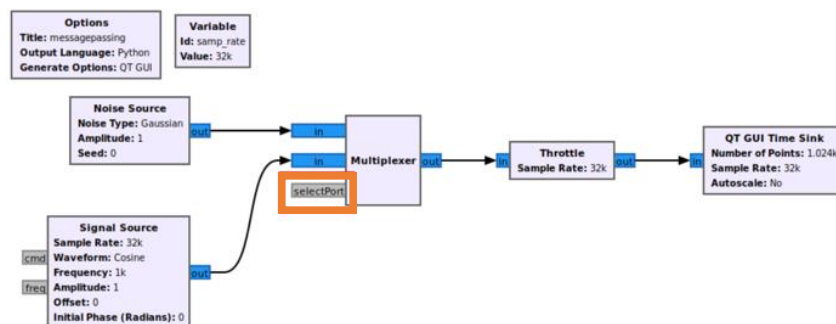 Options
Title: messagepassing
Output Language: Python
Generate Options: QT GUI
Variable
Id: samp_rate
Value: 32k
Noise Source
Noise Type: Gaussian
Amplitude: 1
Seed: 0
out
in
in
selectPort
Multiplexer
out
in
Throttle
Sample Rate: 32k
out
in
QT GUI Time Sink
Number of Points: 1.024k
Sample Rate: 32k
Autoscale: No
Signal Source
Sample Rate: 32k
cmd
Waveform: Cosine
Frequency: 1k
out
freq
Amplitude: 1
Offset: 0
Initial Phase (Radians): 0